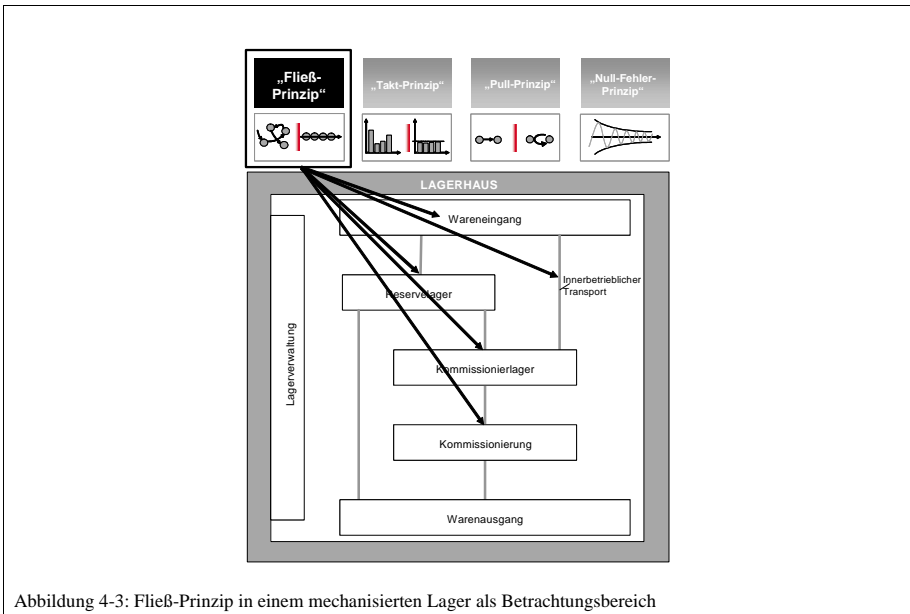 „Fließ-
Prinzip“
„Takt-Prinzip“
„Pull-Prinzip“
„Null-Fehler-
Prinzip“
LAGERHAUS
Wareneingang
Innerbetrieblicher
Transport
Reservelager
Lagerverwaltung
Kommissionierlager
Kommissionierung
Warenausgang
Abbildung 4-3: Fließ-Prinzip in einem mechanisierten Lager als Betrachtungsbereich